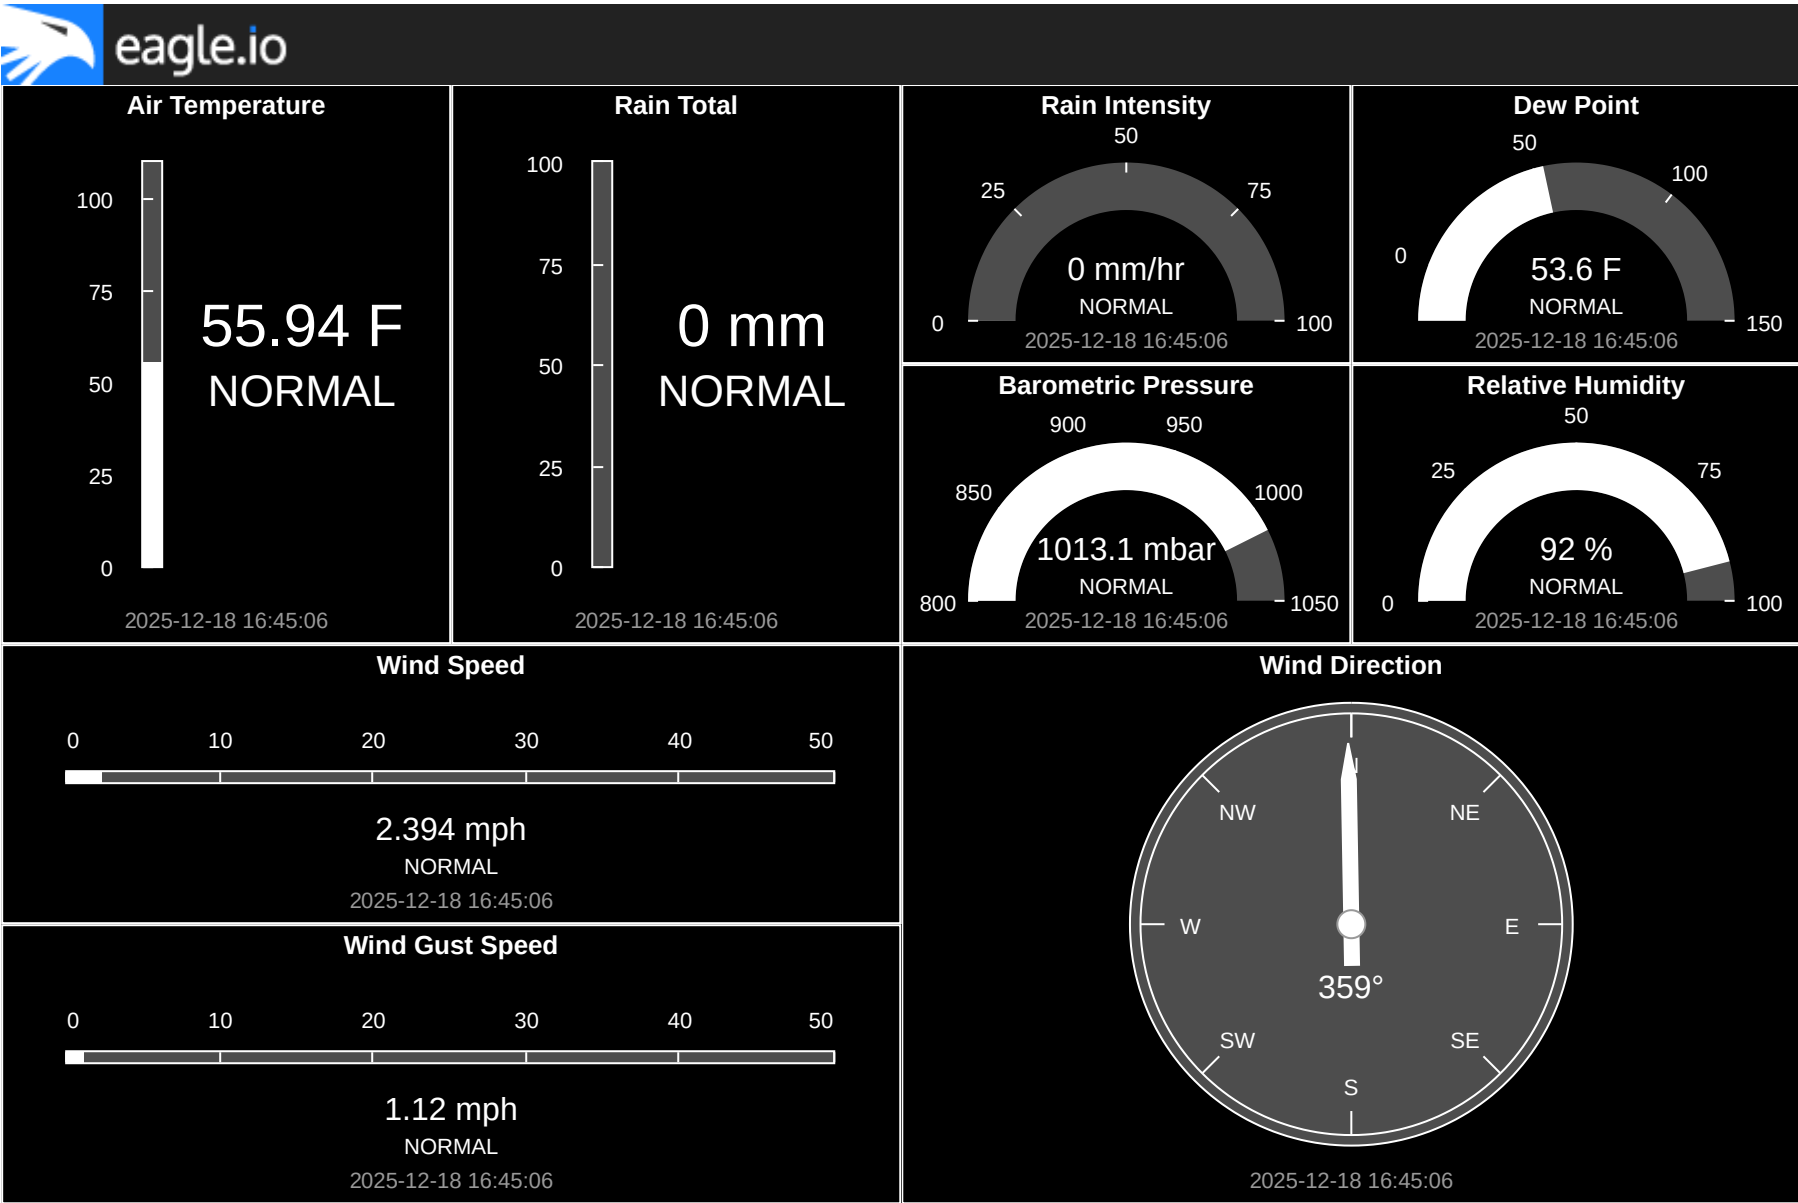 eagle.io
Air Temperature
100
75
50
25
0
55.94 F
NORMAL
2025-12-18 16:45:06
Rain Total
100
75
50
25
0
0 mm
NORMAL
2025-12-18 16:45:06
Rain Intensity
50
25
75
0
100
0 mm/hr
NORMAL
2025-12-18 16:45:06
Dew Point
50
100
0
150
53.6 F
NORMAL
2025-12-18 16:45:06
Barometric Pressure
900
950
850
1000
800
1050
1013.1 mbar
NORMAL
2025-12-18 16:45:06
Relative Humidity
50
25
75
0
100
92 %
NORMAL
2025-12-18 16:45:06
Wind Speed
0 10 20 30 40 50
2.394 mph
NORMAL
2025-12-18 16:45:06
Wind Gust Speed
0 10 20 30 40 50
1.12 mph
NORMAL
2025-12-18 16:45:06
Wind Direction
NW
NE
W
E
359°
SW
SE
S
2025-12-18 16:45:06